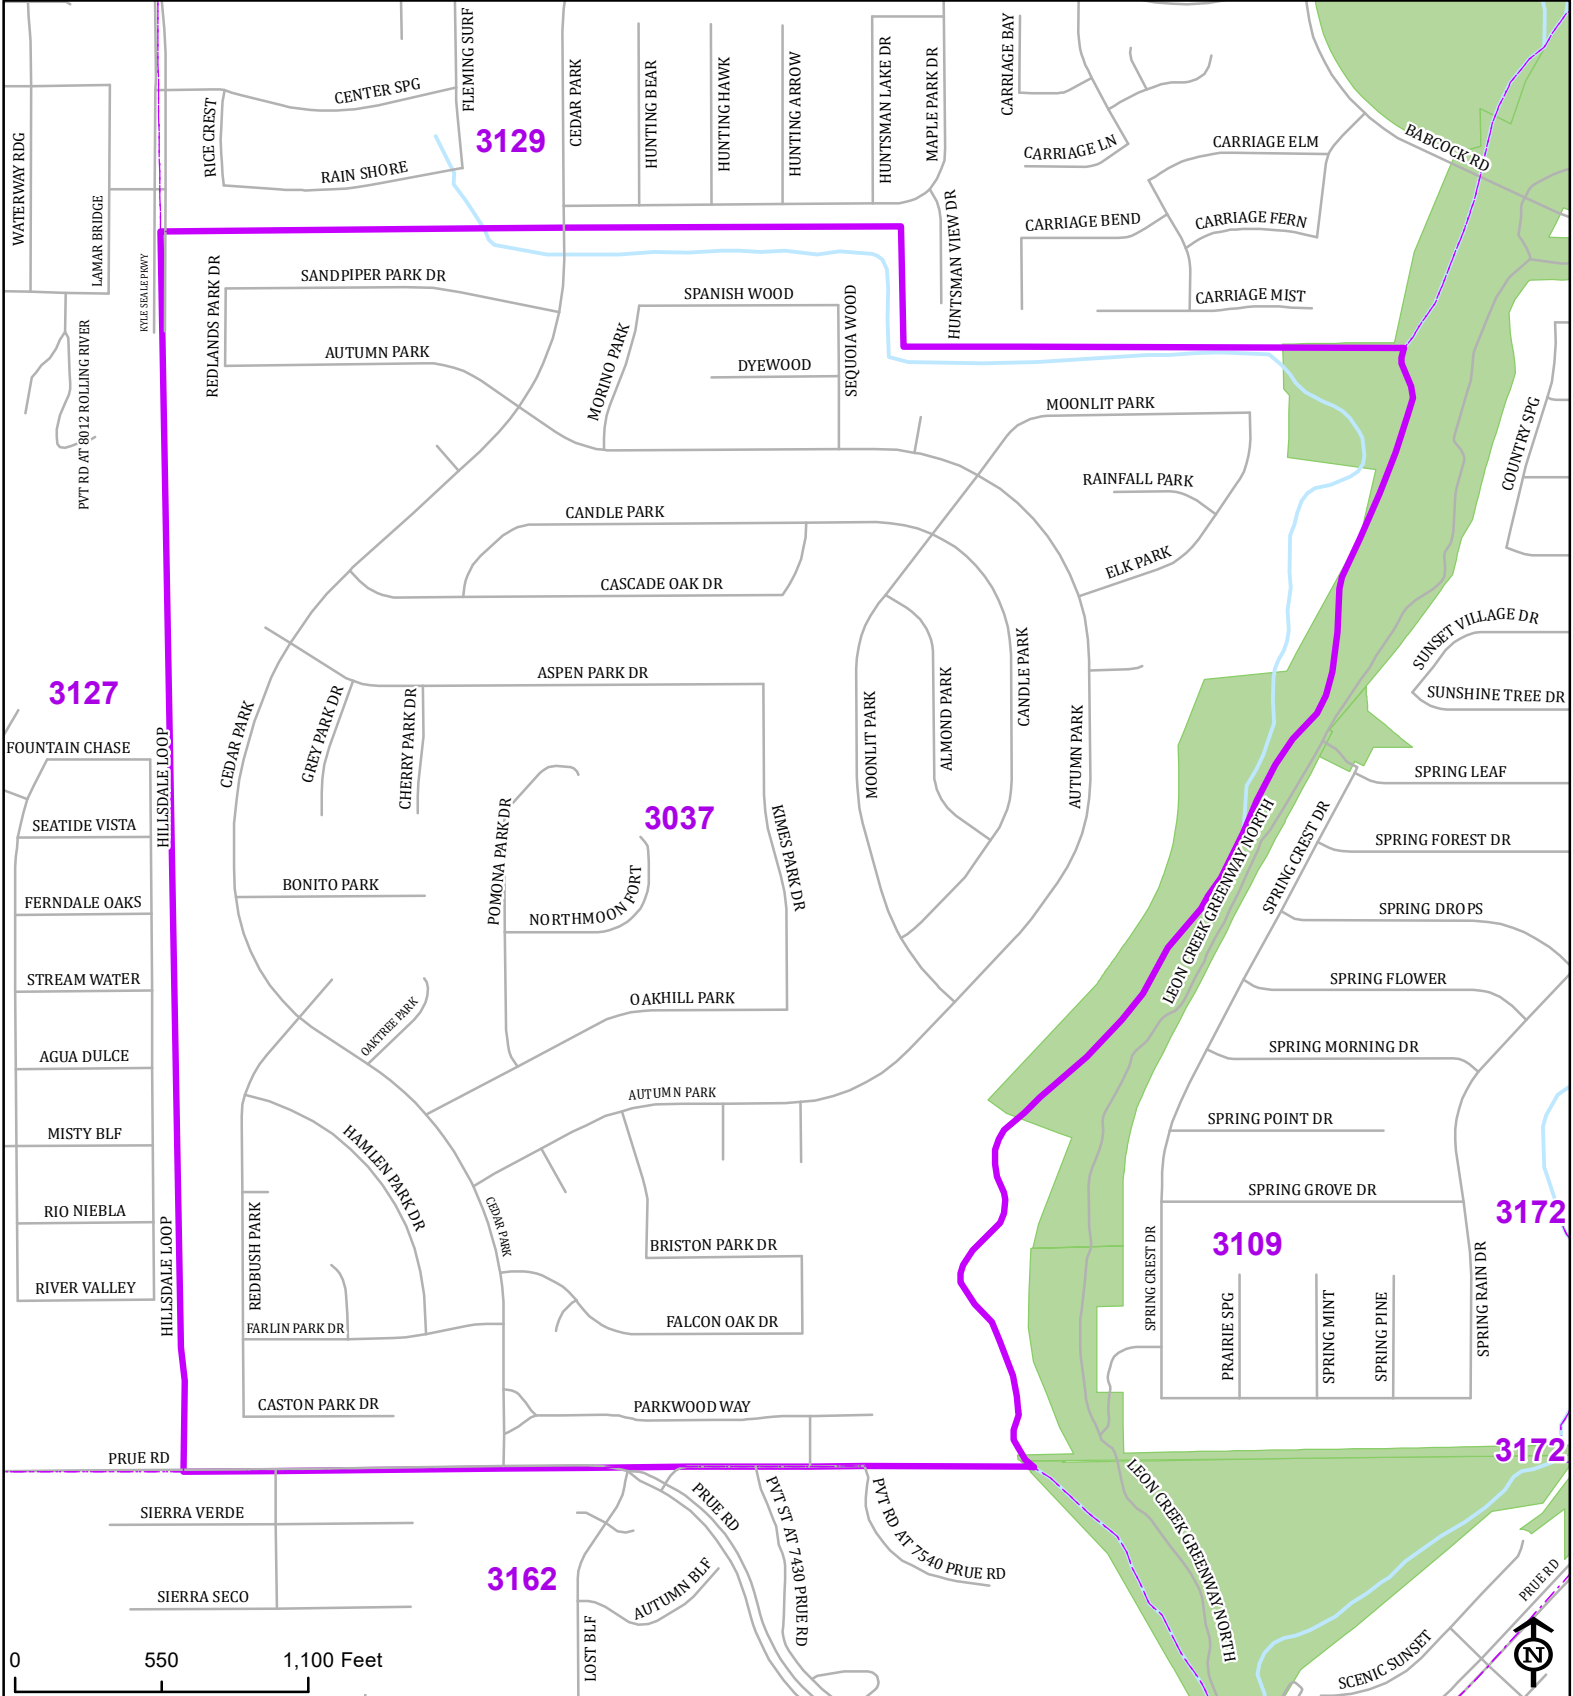 FLEMING SURF
CARRIAGE BAY
CEDAR PARK
HUNTING BEAR
HUNTING HAWK
HUNTING ARROW
HUNTSMAN LAKE DR
MAPLE PARK DR
CENTER SPG
RICE CREST
3129
WATERWAY RDG
CARRIAGE LN
CARRIAGE ELM
BABCOCK RD
RAIN SHORE
LAMAR BRIDGE
HUNTSMAN VIEW DR
CARRIAGE BEND
CARRIAGE FERN
KYLE SEALE PKWY
REDLANDS PARK DR
SANDPIPER PARK DR
SPANISH WOOD
SEQUOIA WOOD
CARRIAGE MIST
PVT RD AT 8012 ROLLING RIVER
AUTUMN PARK
MORINO PARK
DYEWOOD
MOONLIT PARK
COUNTRY SPG
RAINFALL PARK
CANDLE PARK
ELK PARK
CASCADE OAK DR
SUNSET VILLAGE DR
3127
ASPEN PARK DR
CANDLE PARK
ALMOND PARK
MOONLIT PARK
AUTUMN PARK
SUNSHINE TREE DR
CEDAR PARK
GREY PARK DR
CHERRY PARK DR
FOUNTAIN CHASE
HILLSDALE LOOP
SPRING LEAF
3037
SEATIDE VISTA
POMONA PARK DR
KIMES PARK DR
LEON CREEK GREENWAY NORTH
SPRING CREST DR
SPRING FOREST DR
BONITO PARK
NORTHMOON FORT
FERNDALE OAKS
SPRING DROPS
STREAM WATER
SPRING FLOWER
OAKTREE PARK
OAKHILL PARK
AGUA DULCE
SPRING MORNING DR
AUTUMN PARK
MISTY BLF
HAMLEN PARK DR
SPRING POINT DR
RIO NIEBLA
SPRING GROVE DR
3172
REDBUSH PARK
CEDAR PARK
BRISTON PARK DR
3109
SPRING CREST DR
SPRING RAIN DR
RIVER VALLEY
HILLSDALE LOOP
FARLIN PARK DR
FALCON OAK DR
PRAIRIE SPG
SPRING MINT
SPRING PINE
CASTON PARK DR
PARKWOOD WAY
PRUE RD
3172
SIERRA VERDE
PRUE RD
PVT ST AT 7430 PRUE RD
PVT RD AT 7540 PRUE RD
LEON CREEK GREENWAY NORTH
3162
SIERRA SECO
AUTUMN BLF
PRUE RD
LOST BLF
SCENIC SUNSET
N
0 550 1,100 Feet